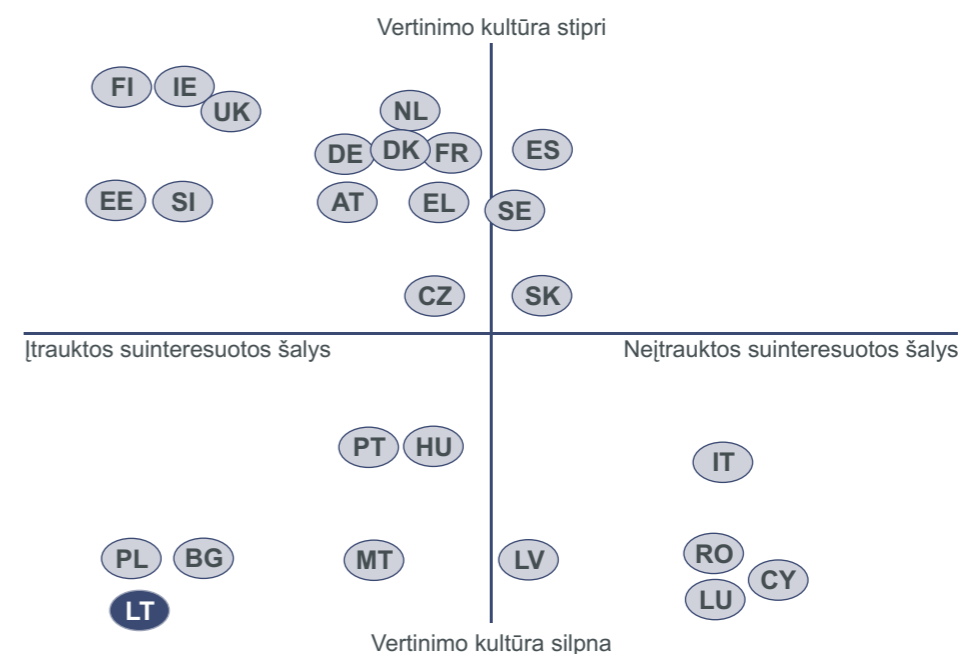 Vertinimo kultūra stipri
FI IE
UK
NL
DE DK FR ES
EE SI AT EL SE
CZ SK
Įtrauktos suinteresuotos šalys Neįtrauktos suinteresuotos šalys
PT HU IT
PL BG MT LV RO
CY
LT LU
Vertinimo kultūra silpna